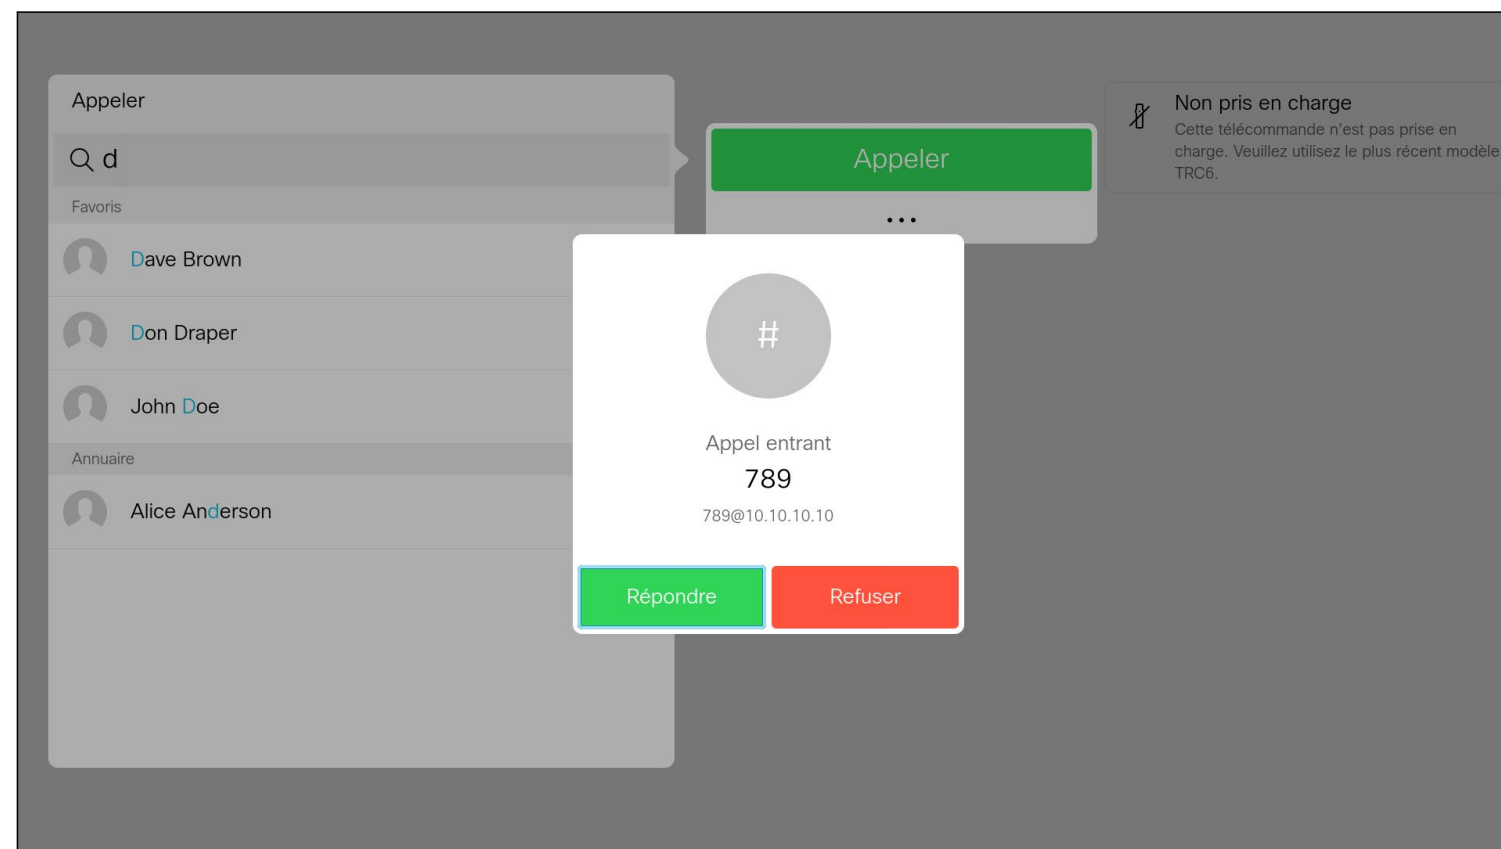 Appeler
d
Favoris
Dave Brown
Don Draper
John Doe
Annuaire
Alice Anderson
Appeler
...
Non pris en charge
Cette télécommande n'est pas prise en
charge. Veuillez utilisez le plus récent modèle
TRC6.
#
Appel entrant
789
789@10.10.10.10
Répondre
Refuser